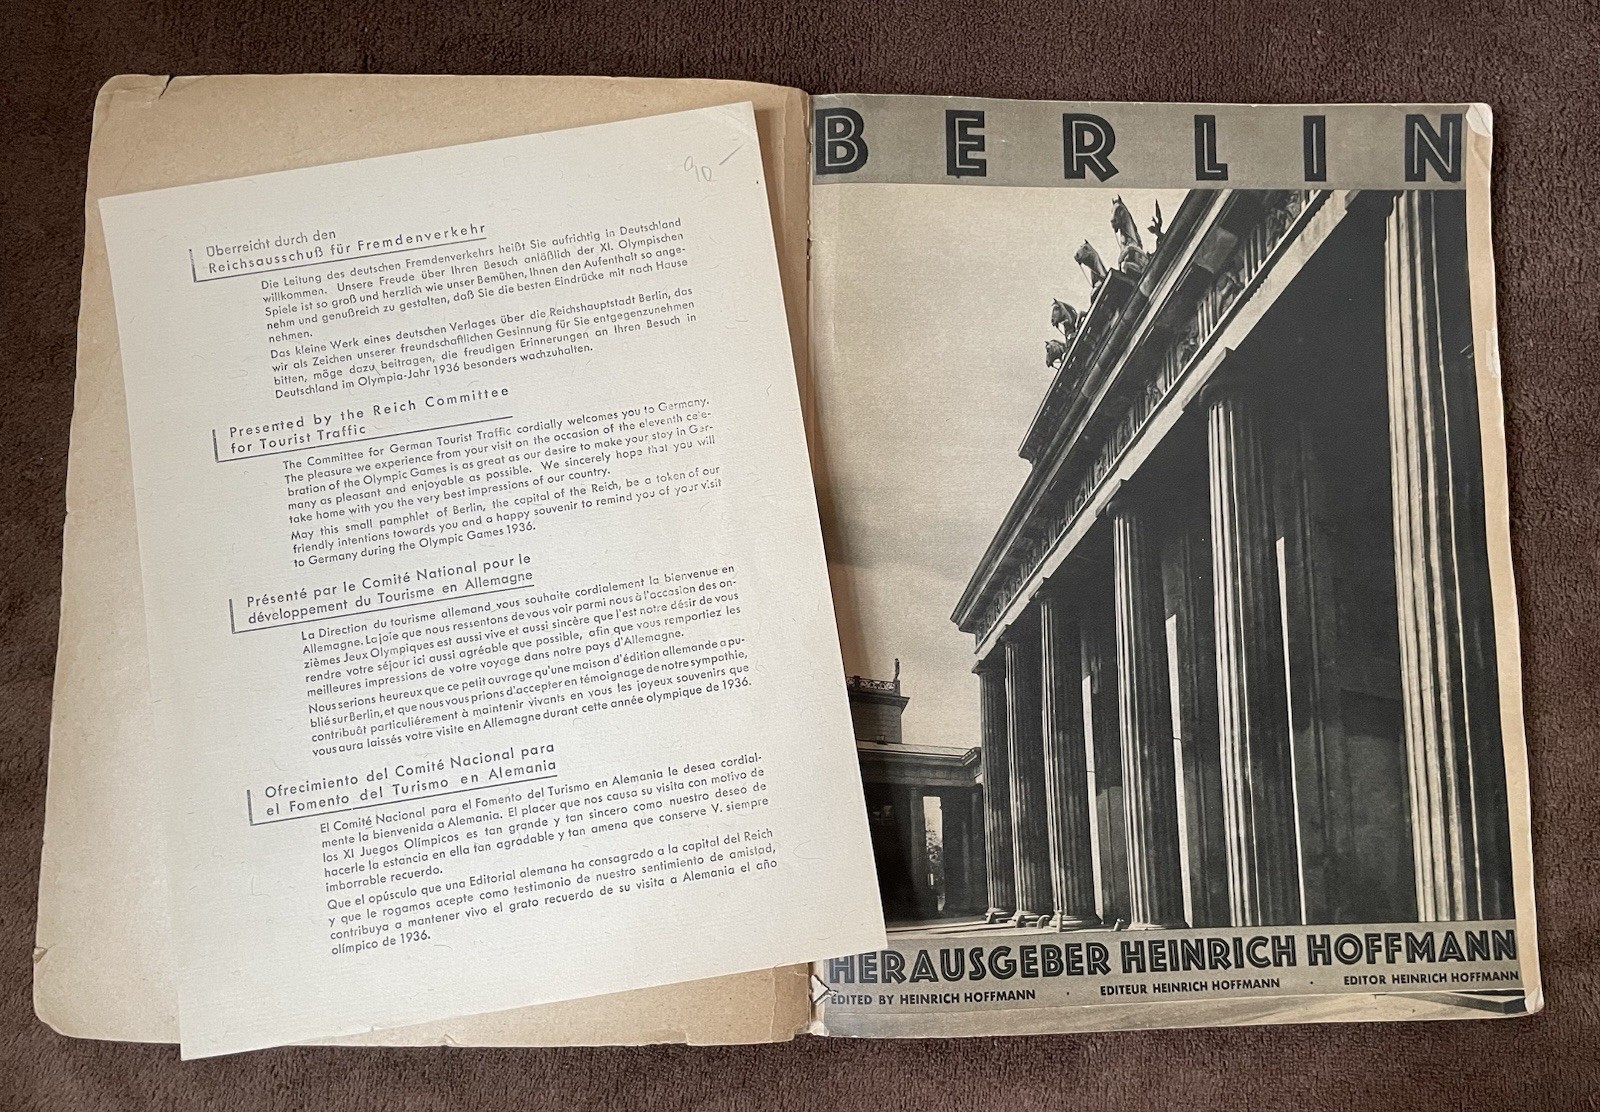 90 –
Überreicht durch den
Reichsausschuß für Fremdenverkehr
Die Leitung des deutschen Fremdenverkehrs heißt Sie aufrichtig in Deutschland
willkommen. Unsere Freude über Ihren Besuch anläßlich der XI. Olympischen
Spiele ist so groß und herzlich wie unser Bemühen, Ihnen den Aufenthalt so ange-
nehm und genußreich zu gestalten, daß Sie die besten Eindrücke mit nach Hause
nehmen.
Das kleine Werk eines deutschen Verlages über die Reichshauptstadt Berlin, das
wir als Zeichen unserer freundschaftlichen Gesinnung für Sie entgegenzunehmen
bitten, möge dazu beitragen, die freudigen Erinnerungen an Ihren Besuch in
Deutschland im Olympia-Jahr 1936 besonders wachzuhalten.
Presented by the Reich Committee
for Tourist Traffic
The Committee for German Tourist Traffic cordially welcomes you to Germany.
The pleasure we experience from your visit on the occasion of the eleventh cele-
bration of the Olympic Games is as great as our desire to make your stay in Ger-
many as pleasant and enjoyable as possible. We sincerely hope that you will
take home with you the very best impressions of our country.
May this small pamphlet of Berlin, the capital of the Reich, be a token of our
friendly intentions towards you and a happy souvenir to remind you of your visit
to Germany during the Olympic Games 1936.
Présenté par le Comité National pour le
développement du Tourisme en Allemagne
La Direction du tourisme allemand vous souhaite cordialement la bienvenue en
Allemagne. La joie que nous ressentons de vous voir parmi nous à l'occasion des on-
zièmes Jeux Olympiques est aussi vive et aussi sincère que l'est notre désir de vous
rendre votre séjour ici aussi agréable que possible, afin que vous remportiez les
meilleures impressions de votre voyage dans notre pays d'Allemagne.
Nous serions heureux que ce petit ouvrage qu'une maison d'édition allemande a pu-
blié sur Berlin, et que nous vous prions d'accepter en témoignage de notre sympathie,
contribuât particuliérement à maintenir vivants en vous les joyeux souvenirs que
vous aura laissés votre visite en Allemagne durant cette année olympique de 1936.
Ofrecimiento del Comité Nacional para
el Fomento del Turismo en Alemania
El Comité Nacional para el Fomento del Turismo en Alemania le desea cordial-
mente la bienvenida a Alemania. El placer que nos causa su visita con motivo de
los XI Juegos Olímpicos es tan grande y tan sincero como nuestro deseo de
hacerle la estancia en ella tan agradable y tan amena que conserve V. siempre
imborrable recuerdo.
Que el opúsculo que una Editorial alemana ha consagrado a la capital del Reich
y que le rogamos acepte como testimonio de nuestro sentimiento de amistad,
contribuya a mantener vivo el grato recuerdo de su visita a Alemania el año
olímpico de 1936.
BERLIN
HERAUSGEBER HEINRICH HOFFMANN
EDITED BY HEINRICH HOFFMANN · EDITEUR HEINRICH HOFFMANN · EDITOR HEINRICH HOFFMANN